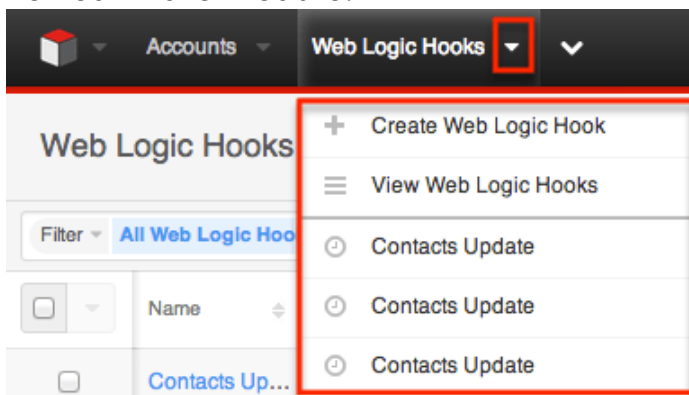 Accounts
Web Logic Hooks
Web Logic Hooks
Create Web Logic Hook
View Web Logic Hooks
Filter
All Web Logic Hoo
Contacts Update
Name
Contacts Update
Contacts Up...
Contacts Update